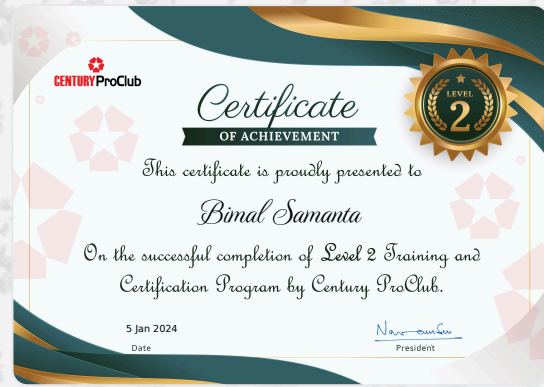 CENTURY ProClub
Certificate
OF ACHIEVEMENT
LEVEL
2
This certificate is proudly presented to
Bimal Samanta
On the successful completion of Level 2 Training and
Certification Program by Century ProClub.
5 Jan 2024
Date
President